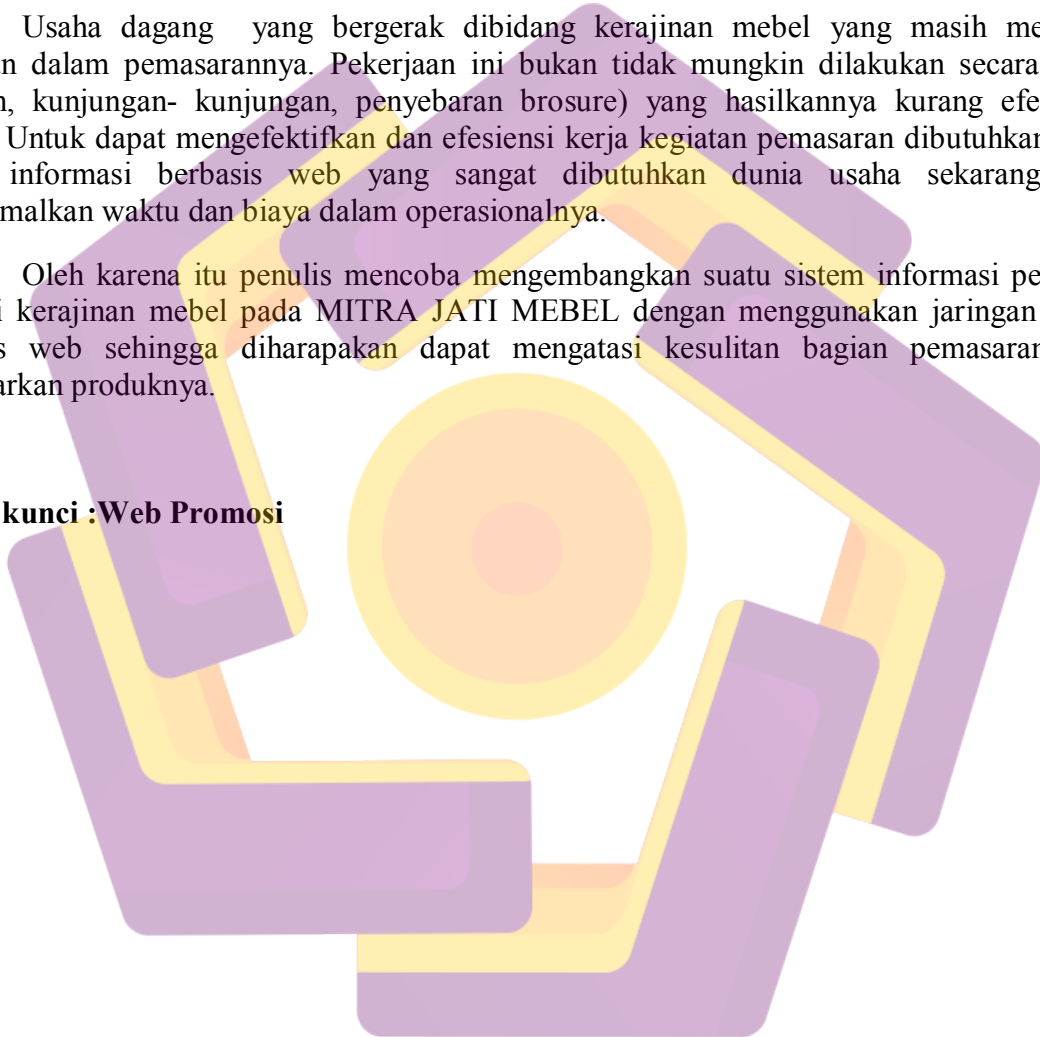 Usaha dagang yang bergerak dibidang kerajinan mebel yang masih
dalam pemasarannya. Pekerjaan ini bukan tidak mungkin dilakukan secara
kunjungan- kunjungan, penyebaran brosure) yang hasilkannya kurang
Untuk dapat mengefektifkan dan efesiensi kerja kegiatan pemasaran dibutuhkan
informasi berbasis web yang sangat dibutuhkan dunia usaha sekarang
malkan waktu dan biaya dalam operasionalnya.
Oleh karena itu penulis mencoba mengembangkan suatu sistem informasi
kerajinan mebel pada MITRA JATI MEBEL dengan menggunakan jaringan
web sehingga diharapakan dapat mengatasi kesulitan bagian pemasaran
arkan produknya.
kunci :Web Promosi